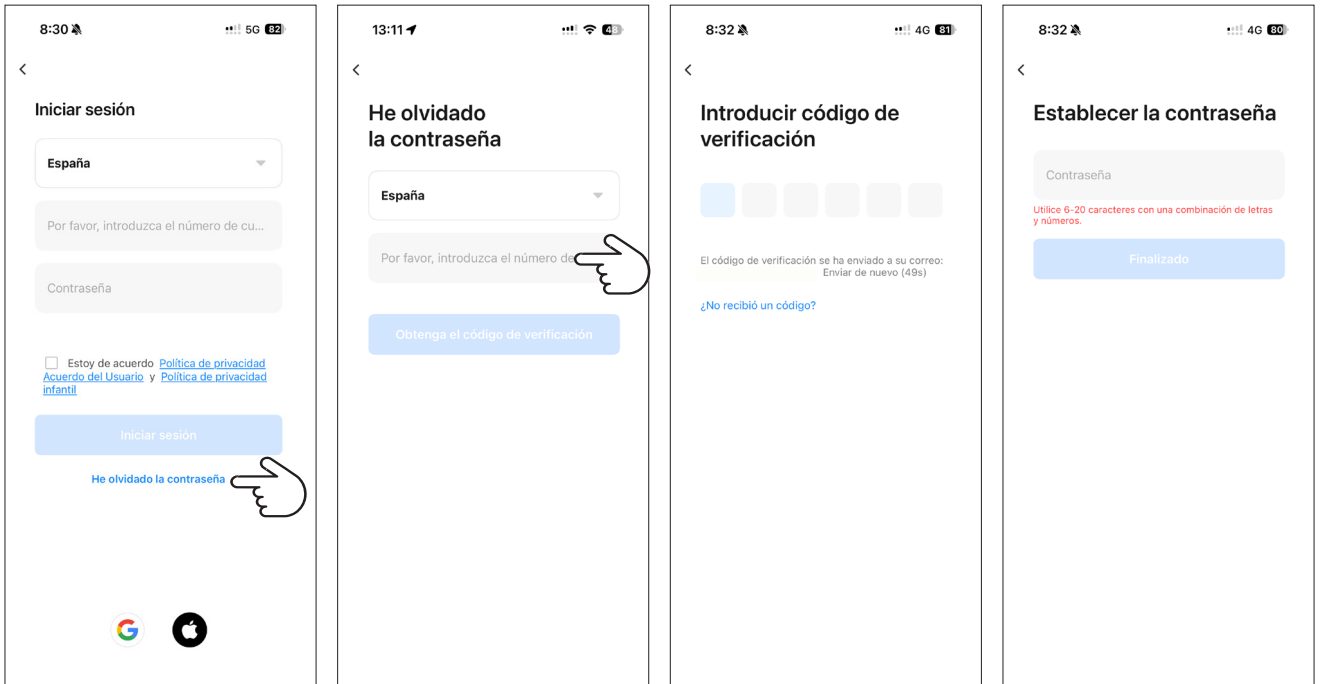 8:30 5G 82
Iniciar sesión
España
Por favor, introduzca el número de cu...
Contraseña
Estoy de acuerdo Política de privacidad
Acuerdo del Usuario y Política de privacidad
infantil
Iniciar sesión
He olvidado la contraseña
13:11 43
He olvidado
la contraseña
España
Por favor, introduzca el número de
Obtenga el código de verificación
8:32 4G 81
Introducir código de
verificación
El código de verificación se ha enviado a su correo:
Enviar de nuevo (49s)
¿No recibió un código?
8:32 4G 80
Establecer la contraseña
Contraseña
Utilice 6-20 caracteres con una combinación de letras
y números.
Finalizado